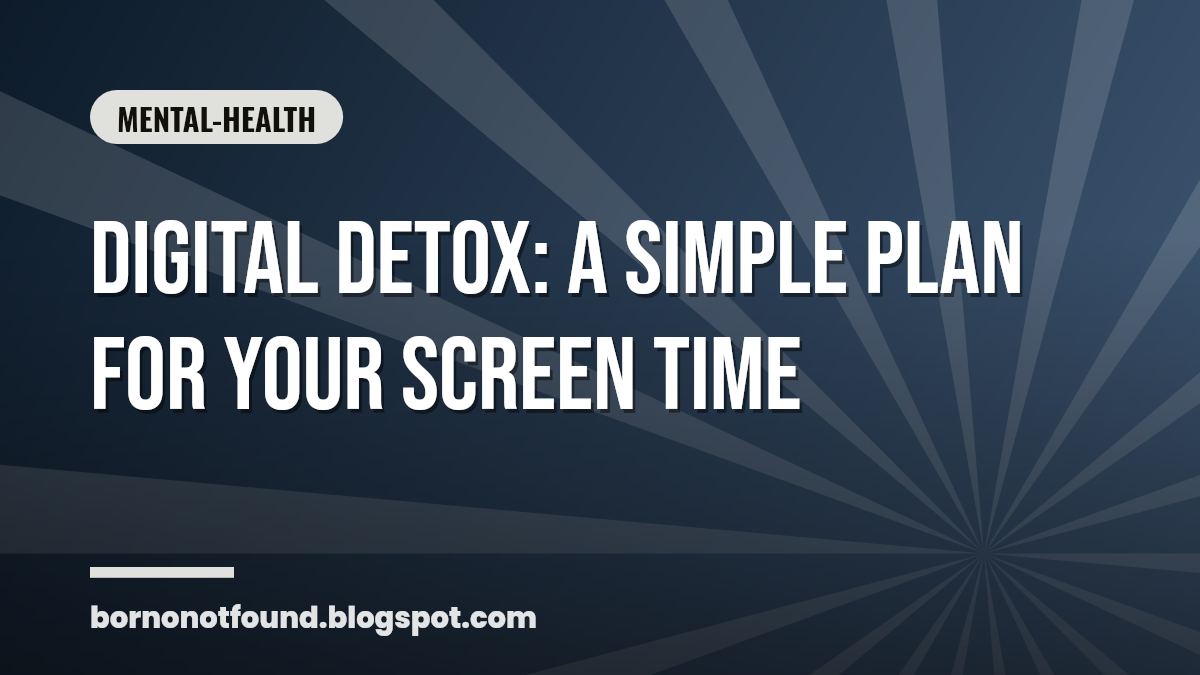 MENTAL-HEALTH
DIGITAL DETOX: A SIMPLE PLAN
FOR YOUR SCREEN TIME
bornonotfound.blogspot.com